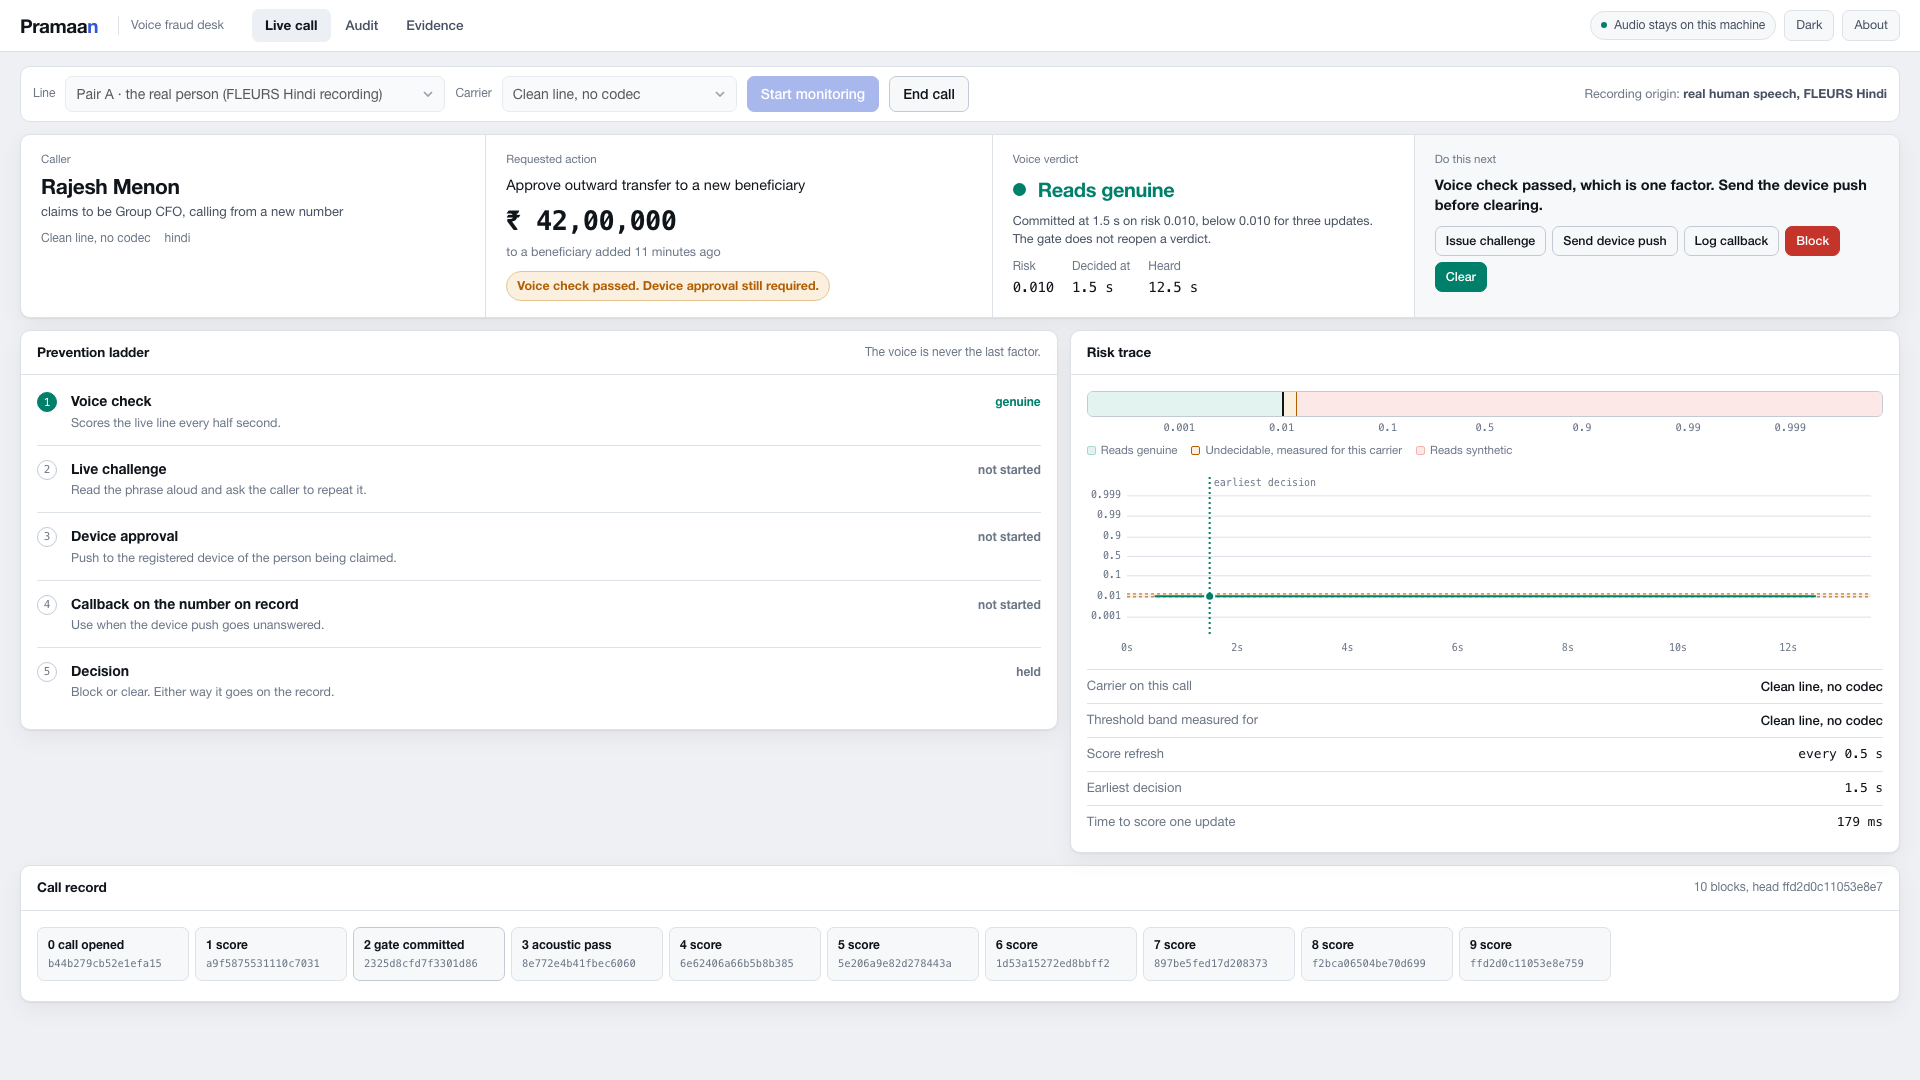 Pramaan
Voice fraud desk
Live call
Audit
Evidence
Audio stays on this machine
Dark
About
Line
Pair A · the real person (FLEURS Hindi recording)
Carrier
Clean line, no codec
Start monitoring
End call
Recording origin: real human speech, FLEURS Hindi
Caller
Rajesh Menon
claims to be Group CFO, calling from a new number
Clean line, no codec hindi
Requested action
Approve outward transfer to a new beneficiary
₹ 42,00,000
to a beneficiary added 11 minutes ago
Voice check passed. Device approval still required.
Voice verdict
Reads genuine
Committed at 1.5 s on risk 0.010, below 0.010 for three updates.
The gate does not reopen a verdict.
Risk Decided at Heard
0.010 1.5 s 12.5 s
Do this next
Voice check passed, which is one factor. Send the device push
before clearing.
Issue challenge
Send device push
Log callback
Block
Clear
Prevention ladder
The voice is never the last factor.
1 Voice check genuine
Scores the live line every half second.
2 Live challenge not started
Read the phrase aloud and ask the caller to repeat it.
3 Device approval not started
Push to the registered device of the person being claimed.
4 Callback on the number on record not started
Use when the device push goes unanswered.
5 Decision held
Block or clear. Either way it goes on the record.
Risk trace
0.001 0.01 0.1 0.5 0.9 0.99 0.999
Reads genuine Undecidable, measured for this carrier Reads synthetic
earliest decision
0.999
0.99
0.9
0.5
0.1
0.01
0.001
0s 2s 4s 6s 8s 10s 12s
Carrier on this call Clean line, no codec
Threshold band measured for Clean line, no codec
Score refresh every 0.5 s
Earliest decision 1.5 s
Time to score one update 179 ms
Call record
10 blocks, head ffd2d0c11053e8e7
0 call opened
b44b279cb52e1efa15
1 score
a9f5875531110c7031
2 gate committed
2325d8cfd7f3301d86
3 acoustic pass
8e772e4b41fbec6060
4 score
6e62406a66b5b8b385
5 score
5e206a9e82d278443a
6 score
1d53a15272ed8bbff2
7 score
897be5fed17d208373
8 score
f2bca06504be70d699
9 score
ffd2d0c11053e8e759